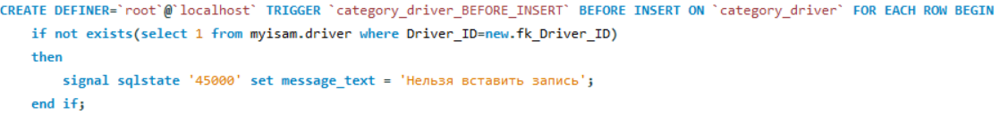 CREATE DEFINER=`root`@`localhost` TRIGGER `category_driver_BEFORE_INSERT` BEFORE INSERT ON `category_driver` FOR EACH ROW BEGIN
if not exists(select 1 from myisam.driver where Driver_ID=new.fk_Driver_ID)
then
signal sqlstate '45000' set message_text = 'Нельзя вставить запись';
end if;